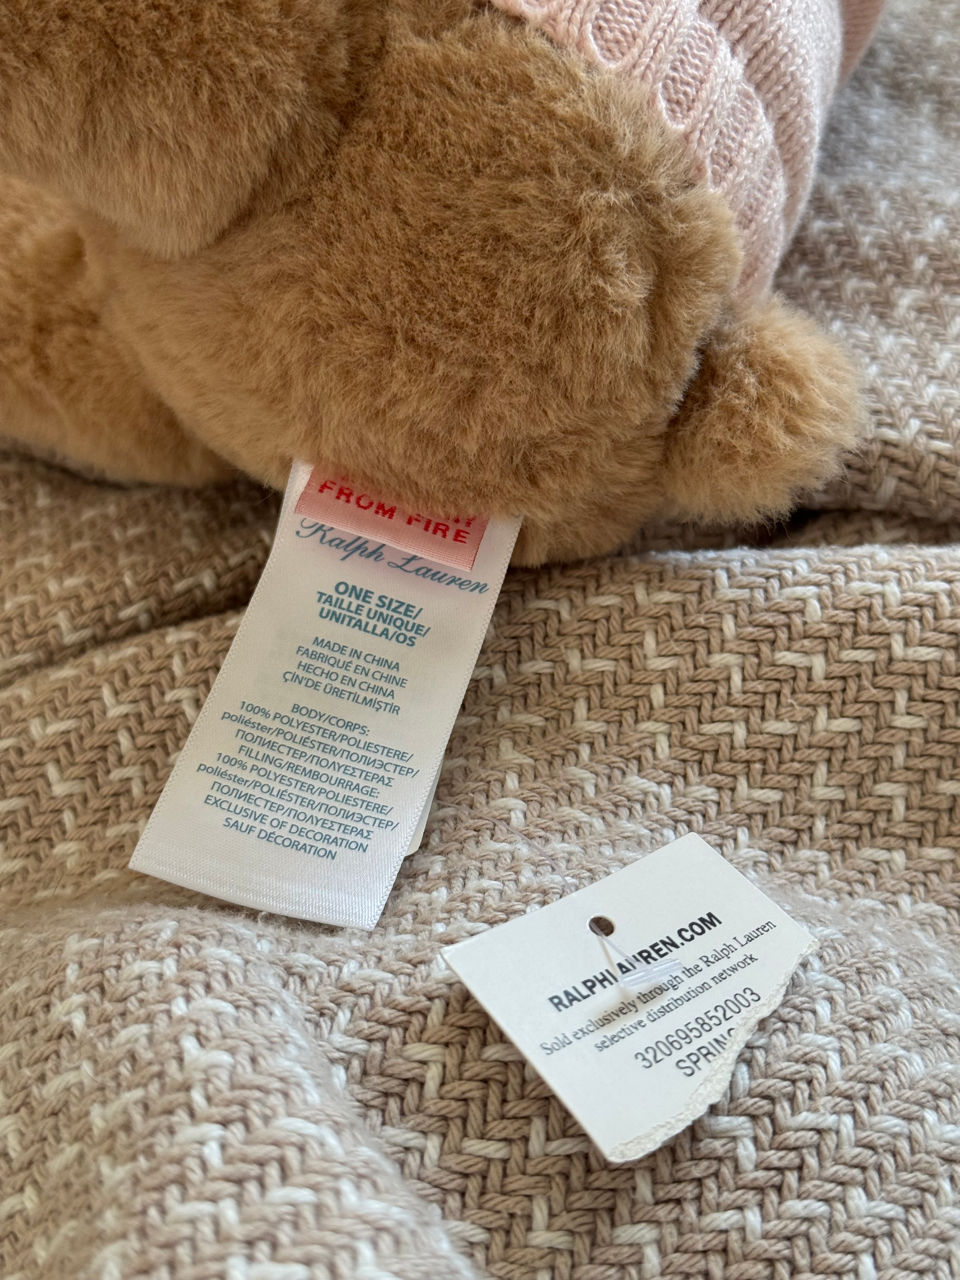 FROM FIRE
Ralph Lauren
ONE SIZE/
TAILLE UNIQUE/
UNITALLA/OS
MADE IN CHINA
FABRIQUÉ EN CHINE
HECHO EN CHINA
ÇİN'DE ÜRETİLMİŞTİR
BODY/CORPS:
100% POLYESTER/POLIESTERE/
poliéster/POLIÉSTER/ПОЛИЭСТЕР/
ПОЛИЕСТЕР/ΠΟΛΥΕΣΤΕΡΑΣ
FILLING/REMBOURRAGE:
100% POLYESTER/POLIESTERE/
poliéster/POLIÉSTER/ПОЛИЭСТЕР/
ПОЛИЕСТЕР/ΠΟΛΥΕΣΤΕΡΑΣ
EXCLUSIVE OF DECORATION
SAUF DÉCORATION
RALPHLAUREN.COM
Sold exclusively through the Ralph Lauren
selective distribution network
320695852003
SPRING